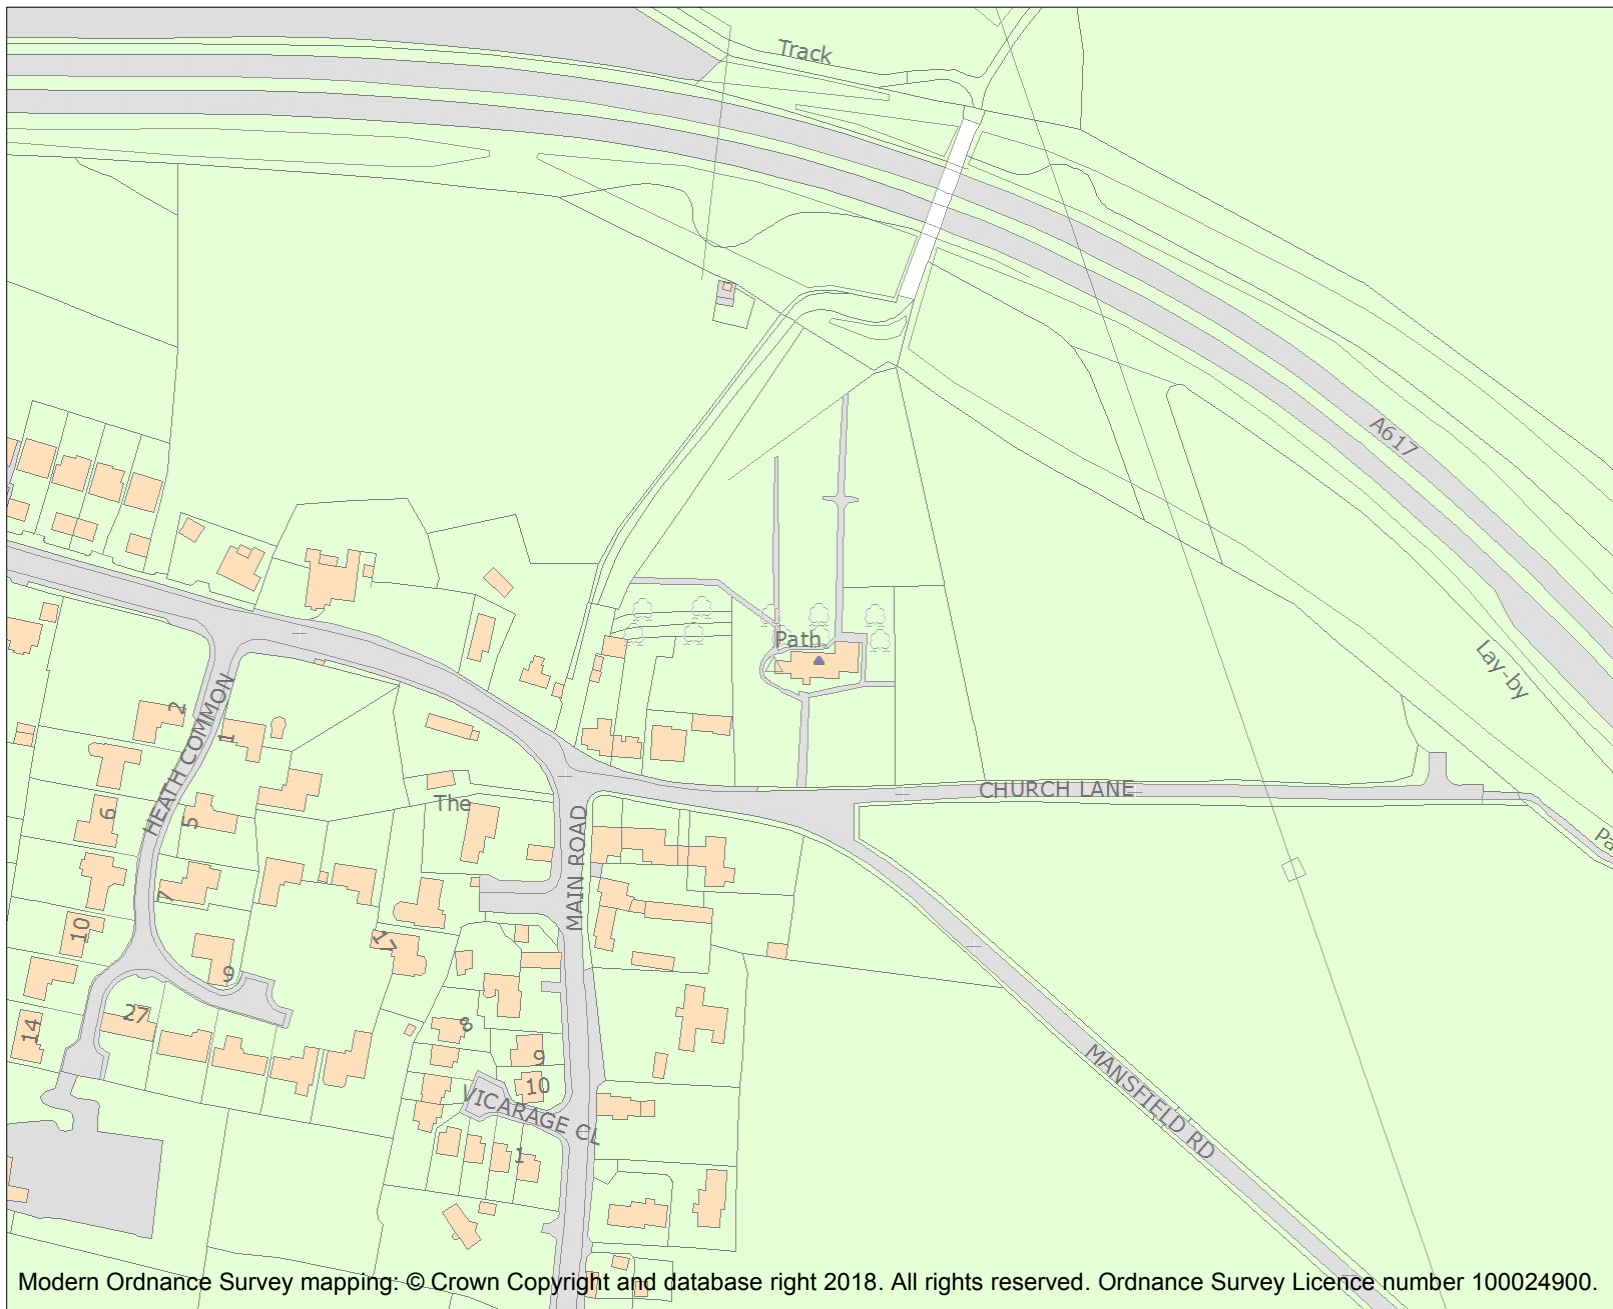 Track
A617
Path
Lay-by
2
1
HEATH COMMON
CHURCH LANE
The
6
5
MAIN ROAD
Pa
7
10
17
9
27
14
8
9
10
VICARAGE CL
1
MANSFIELD RD
Modern Ordnance Survey mapping: © Crown Copyright and database right 2018. All rights reserved. Ordnance Survey Licence number 100024900.